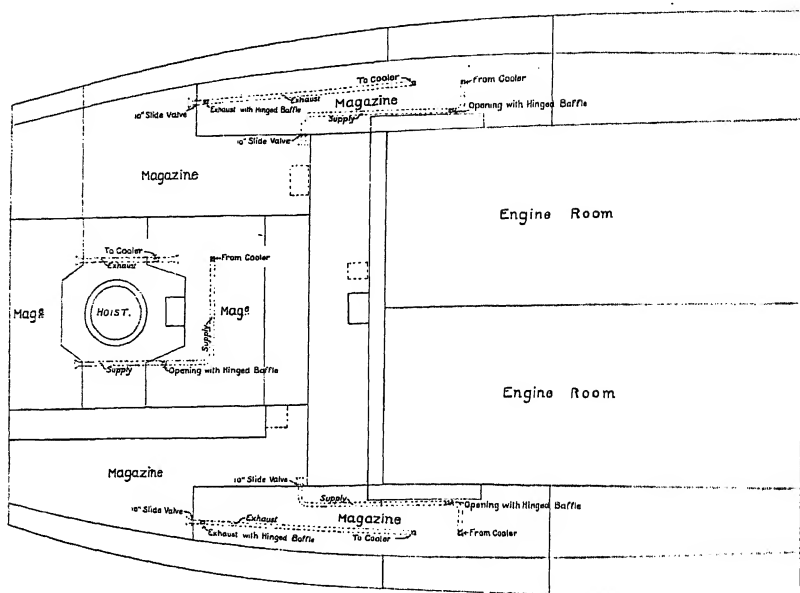 To Cooler
From Cooler
Exhaust
Magazine
10" Slide Valve
Exhaust with Hinged Baffle
Opening with Hinged Baffle
Supply
10" Slide Valve
Magazine
Engine Room
To Cooler
From Cooler
Exhaust
Mag.
HOIST.
Mag.
Supply
Supply
Opening with Hinged Baffle
Engine Room
Magazine
10" Slide Valve
Supply
Opening with Hinged Baffle
10" Slide Valve
Exhaust
Magazine
Exhaust with Hinged Baffle
To Cooler
From Cooler